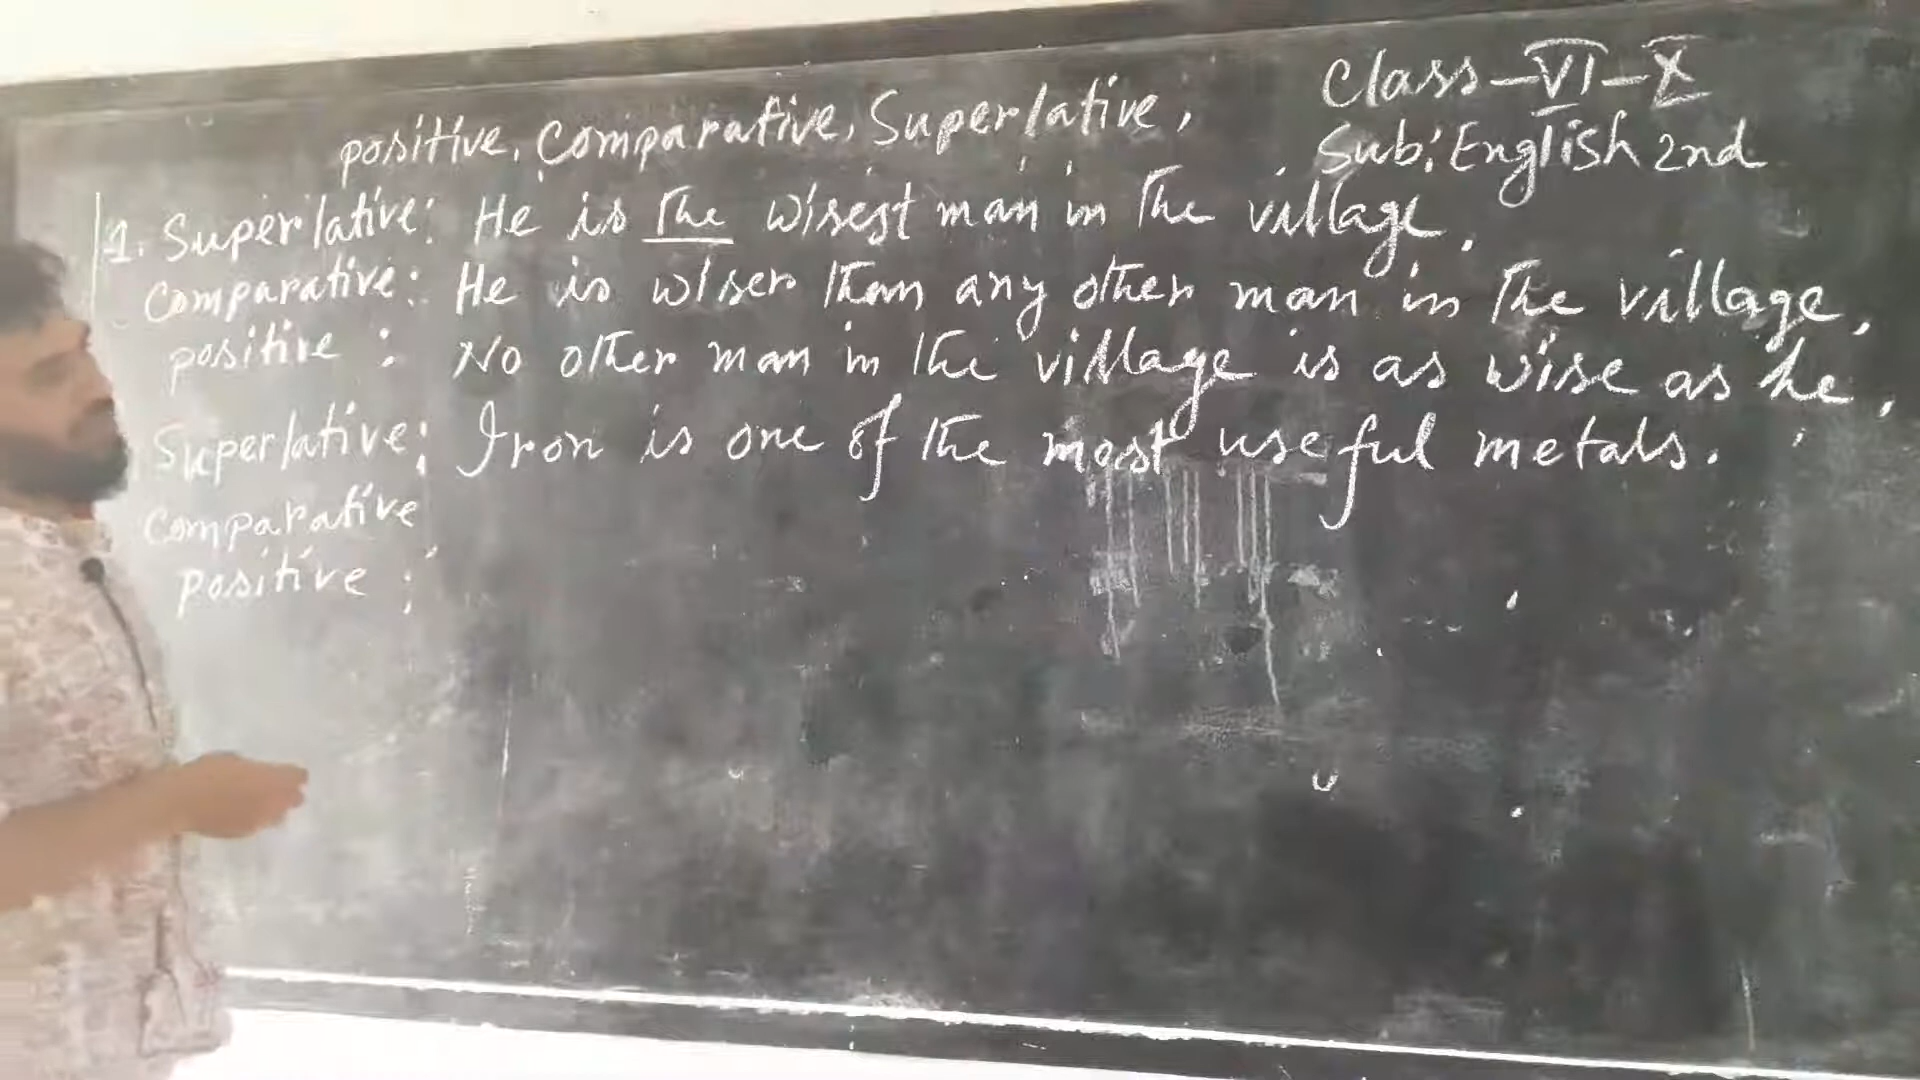 positive, Comparative, Superlative,
Class-VI-X
Sub: English 2nd
1. Superlative: He is The wisest man in The village.
Comparative: He is wiser than any other man in The village.
positive : No other man in the village is as wise as he.
Superlative: Iron is one of the most useful metals.
Comparative
positive :